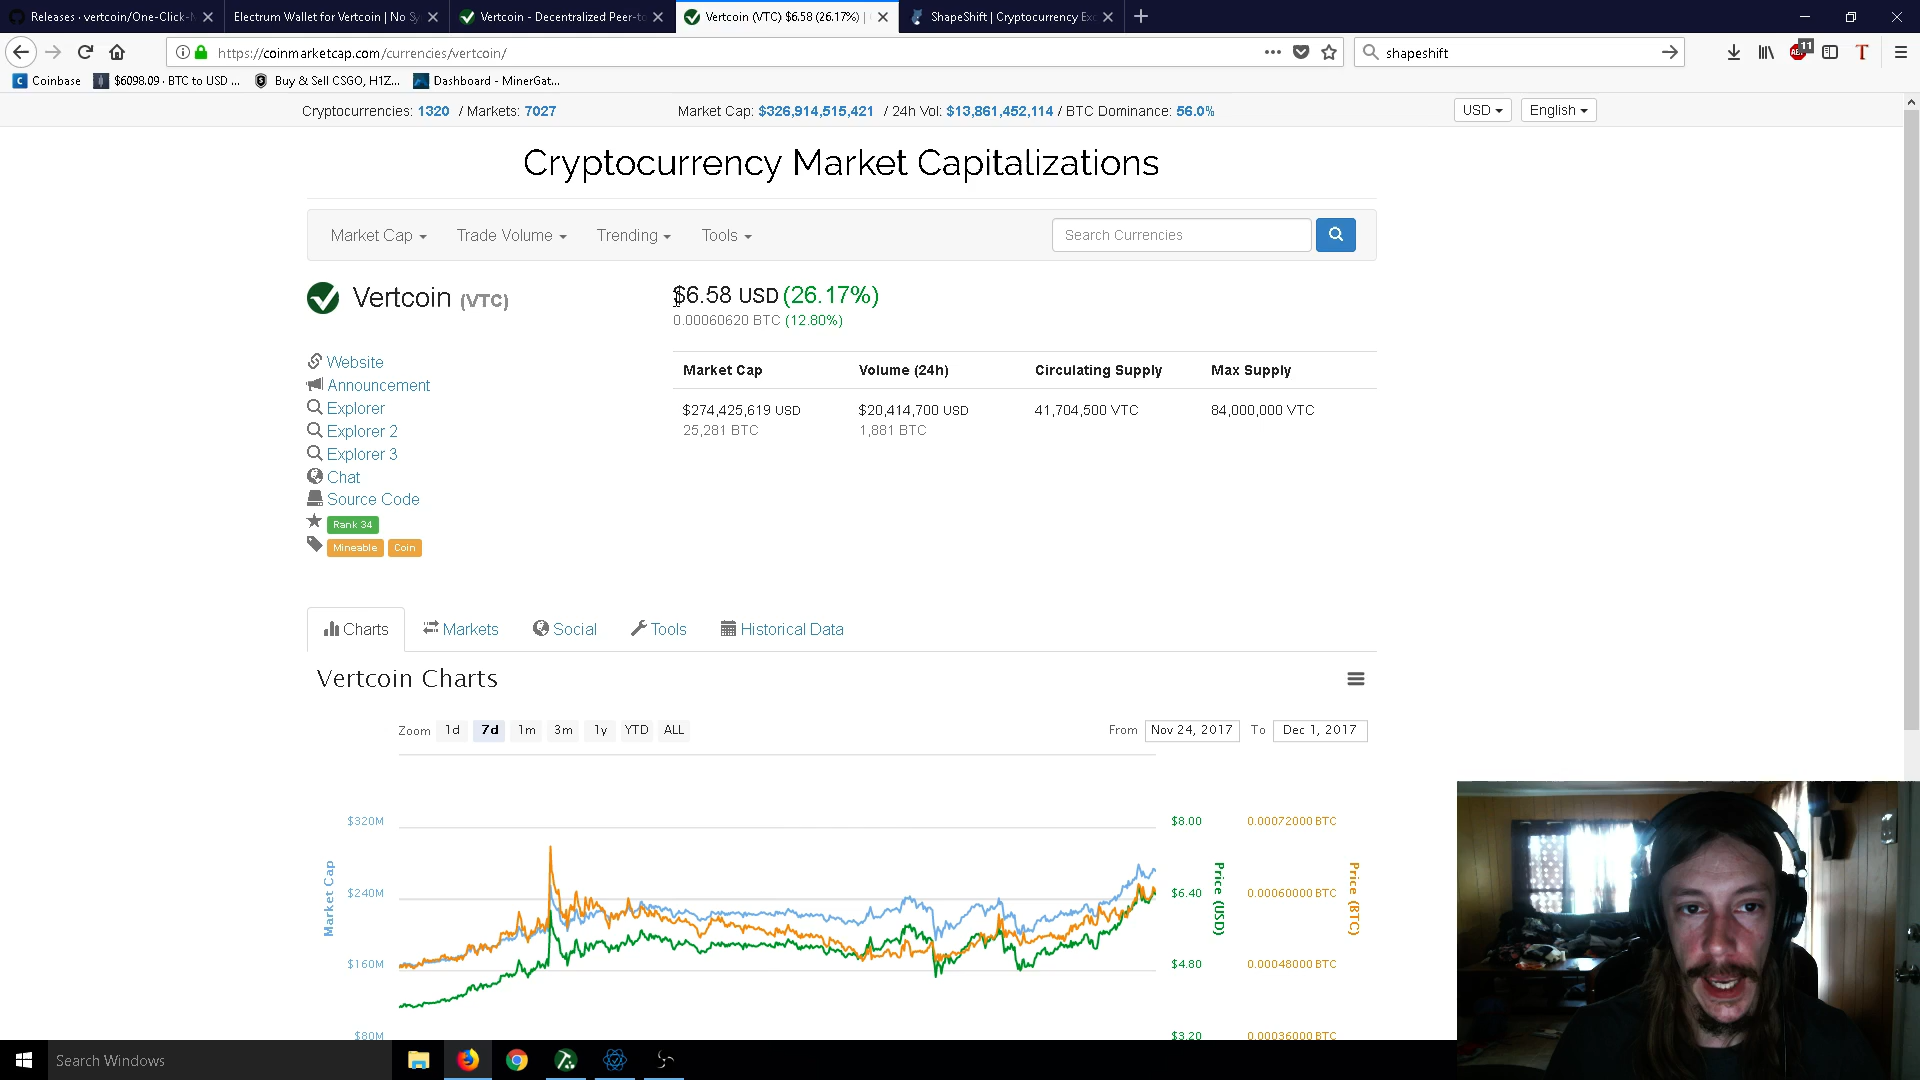 Releases · vertcoin/One-Click-M
Electrum Wallet for Vertcoin | No Sy
Vertcoin - Decentralized Peer-to
Vertcoin (VTC) $6.58 (26.17%) |
ShapeShift | Cryptocurrency Exc
https://coinmarketcap.com/currencies/vertcoin/
shapeshift
11
T
Coinbase
$6098.09 · BTC to USD ...
Buy & Sell CSGO, H1Z...
Dashboard - MinerGat...
Cryptocurrencies: 1320 / Markets: 7027
Market Cap: $326,914,515,421 / 24h Vol: $13,861,452,114 / BTC Dominance: 56.0%
USD
English
Cryptocurrency Market Capitalizations
Market Cap
Trade Volume
Trending
Tools
Search Currencies
Vertcoin (VTC)
$6.58 USD (26.17%)
0.00060620 BTC (12.80%)
Website
Announcement
Explorer
Explorer 2
Explorer 3
Chat
Source Code
Rank 34
Mineable Coin
Market Cap Volume (24h) Circulating Supply Max Supply
$274,425,619 USD $20,414,700 USD 41,704,500 VTC 84,000,000 VTC
25,281 BTC 1,881 BTC
Charts
Markets
Social
Tools
Historical Data
Vertcoin Charts
Zoom 1d 7d 1m 3m 1y YTD ALL
From Nov 24, 2017 To Dec 1, 2017
$320M $8.00 0.00072000 BTC
$240M $6.40 0.00060000 BTC
$160M $4.80 0.00048000 BTC
$80M $3.20 0.00036000 BTC
Market Cap
Price (USD)
Price (BTC)
Search Windows